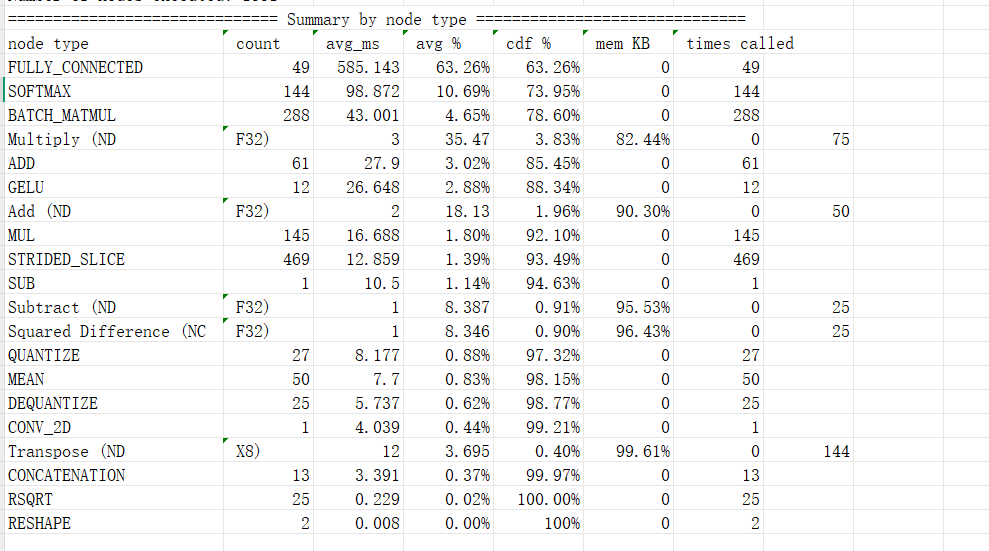 ============================== Summary by node type ==============================
node type count avg_ms avg % cdf % mem KB times called
FULLY_CONNECTED 49 585.143 63.26% 63.26% 0 49
SOFTMAX 144 98.872 10.69% 73.95% 0 144
BATCH_MATMUL 288 43.001 4.65% 78.60% 0 288
Multiply (ND F32) 3 35.47 3.83% 82.44% 0 75
ADD 61 27.9 3.02% 85.45% 0 61
GELU 12 26.648 2.88% 88.34% 0 12
Add (ND F32) 2 18.13 1.96% 90.30% 0 50
MUL 145 16.688 1.80% 92.10% 0 145
STRIDED_SLICE 469 12.859 1.39% 93.49% 0 469
SUB 1 10.5 1.14% 94.63% 0 1
Subtract (ND F32) 1 8.387 0.91% 95.53% 0 25
Squared Difference (NC F32) 1 8.346 0.90% 96.43% 0 25
QUANTIZE 27 8.177 0.88% 97.32% 0 27
MEAN 50 7.7 0.83% 98.15% 0 50
DEQUANTIZE 25 5.737 0.62% 98.77% 0 25
CONV_2D 1 4.039 0.44% 99.21% 0 1
Transpose (ND X8) 12 3.695 0.40% 99.61% 0 144
CONCATENATION 13 3.391 0.37% 99.97% 0 13
RSQRT 25 0.229 0.02% 100.00% 0 25
RESHAPE 2 0.008 0.00% 100% 0 2